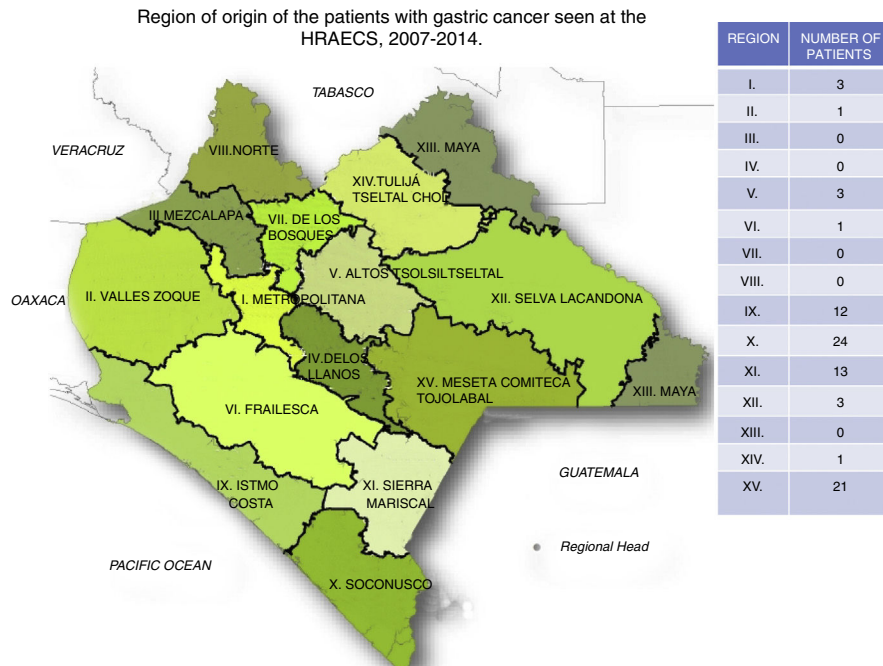 Region of origin of the patients with gastric cancer seen at the
HRAECS, 2007-2014.
TABASCO
VERACRUZ
VIII.NORTE
XIII. MAYA
XIV.TULIJÁ
TSELTAL CHOL
III MEZCALAPA
VII. DE LOS
BOSQUES
V. ALTOS TSOLSILTSELTAL
OAXACA
II. VALLES ZOQUE
I. METROPOLITANA
XII. SELVA LACANDONA
IV.DELOS
LLANOS
XV. MESETA COMITECA
TOJOLABAL
XIII. MAYA
VI. FRAILESCA
IX. ISTMO
COSTA
XI. SIERRA
MARISCAL
GUATEMALA
PACIFIC OCEAN
X. SOCONUSCO
Regional Head
REGION NUMBER OF
PATIENTS
I. 3
II. 1
III. 0
IV. 0
V. 3
VI. 1
VII. 0
VIII. 0
IX. 12
X. 24
XI. 13
XII. 3
XIII. 0
XIV. 1
XV. 21